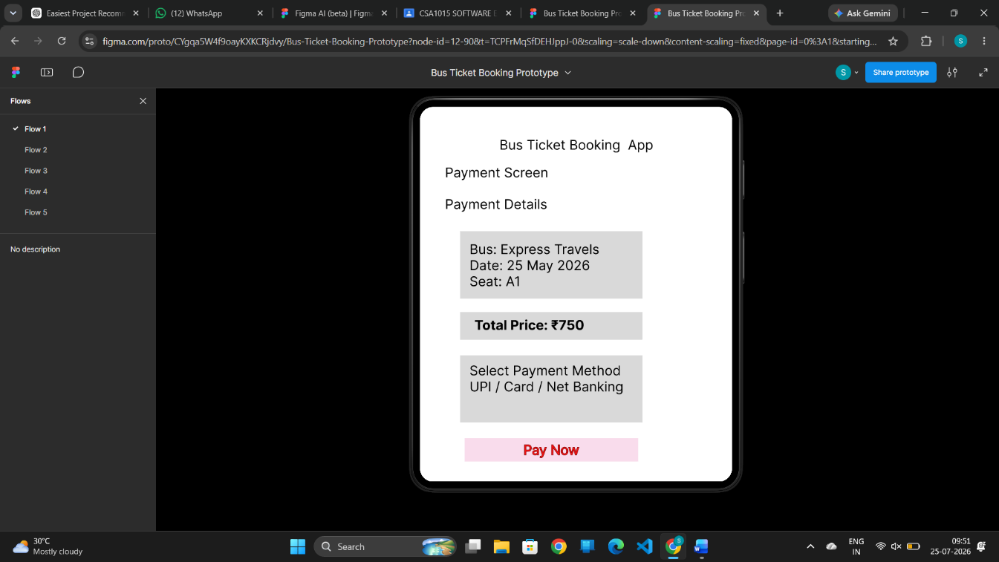 Easiest Project Recomm
(12) WhatsApp
Figma AI (beta) | Figma
CSA1015 SOFTWARE E
Bus Ticket Booking Pro
Bus Ticket Booking Pro
Ask Gemini
figma.com/proto/CYgqa5W4f9oayKXKCRjdvy/Bus-Ticket-Booking-Prototype?node-id=12-90&t=TCPFrMqSfDEHJppJ-0&scaling=scale-down&content-scaling=fixed&page-id=0%3A1&starting...
S
Bus Ticket Booking Prototype
S
Share prototype
Flows
Flow 1
Flow 2
Flow 3
Flow 4
Flow 5
No description
Bus Ticket Booking App
Payment Screen
Payment Details
Bus: Express Travels
Date: 25 May 2026
Seat: A1
Total Price: ₹750
Select Payment Method
UPI / Card / Net Banking
Pay Now
30°C
Mostly cloudy
Search
S
ENG
IN
09:51
25-07-2026